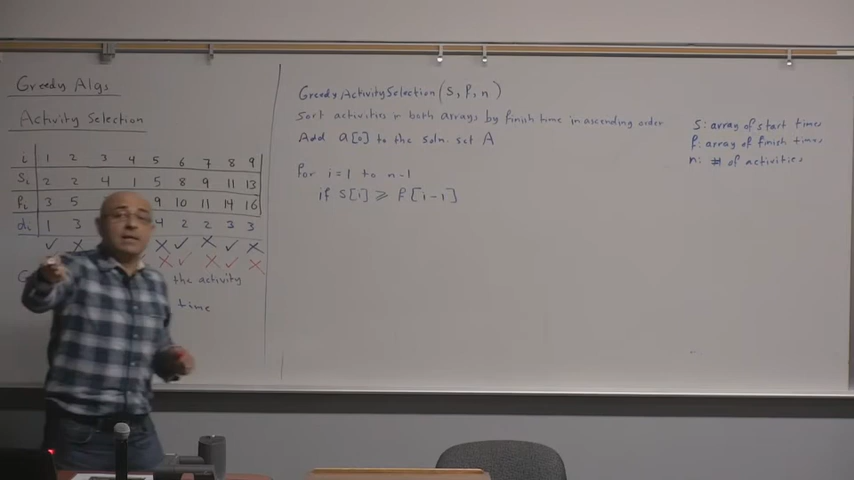 Greedy Algs
Activity Selection
i 1 2 3 4 5 6 7 8 9
Si 2 2 4 1 5 8 9 11 13
fi 3 5 9 10 11 14 16
di 1 3 4 2 2 3 3
✓ ✗ ✗ ✓ ✗ ✓ ✗
✗ ✓ ✗ ✓ ✗
the activity
time
GreedyActivitySelection(S, f, n)
Sort activities in both arrays by finish time in ascending order
Add a[0] to the soln. set A
for i=1 to n-1
if S[i] ⩾ f[i-1]
S: array of start times
f: array of finish times
n: # of activities